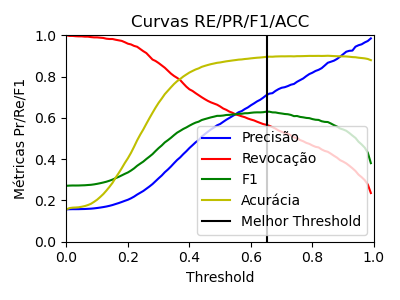 Curvas RE/PR/F1/ACC
Métricas Pr/Re/F1
1.0
0.8
0.6
0.4
0.2
0.0
Precisão
Revocação
F1
Acurácia
Melhor Threshold
0.0 0.2 0.4 0.6 0.8 1.0
Threshold